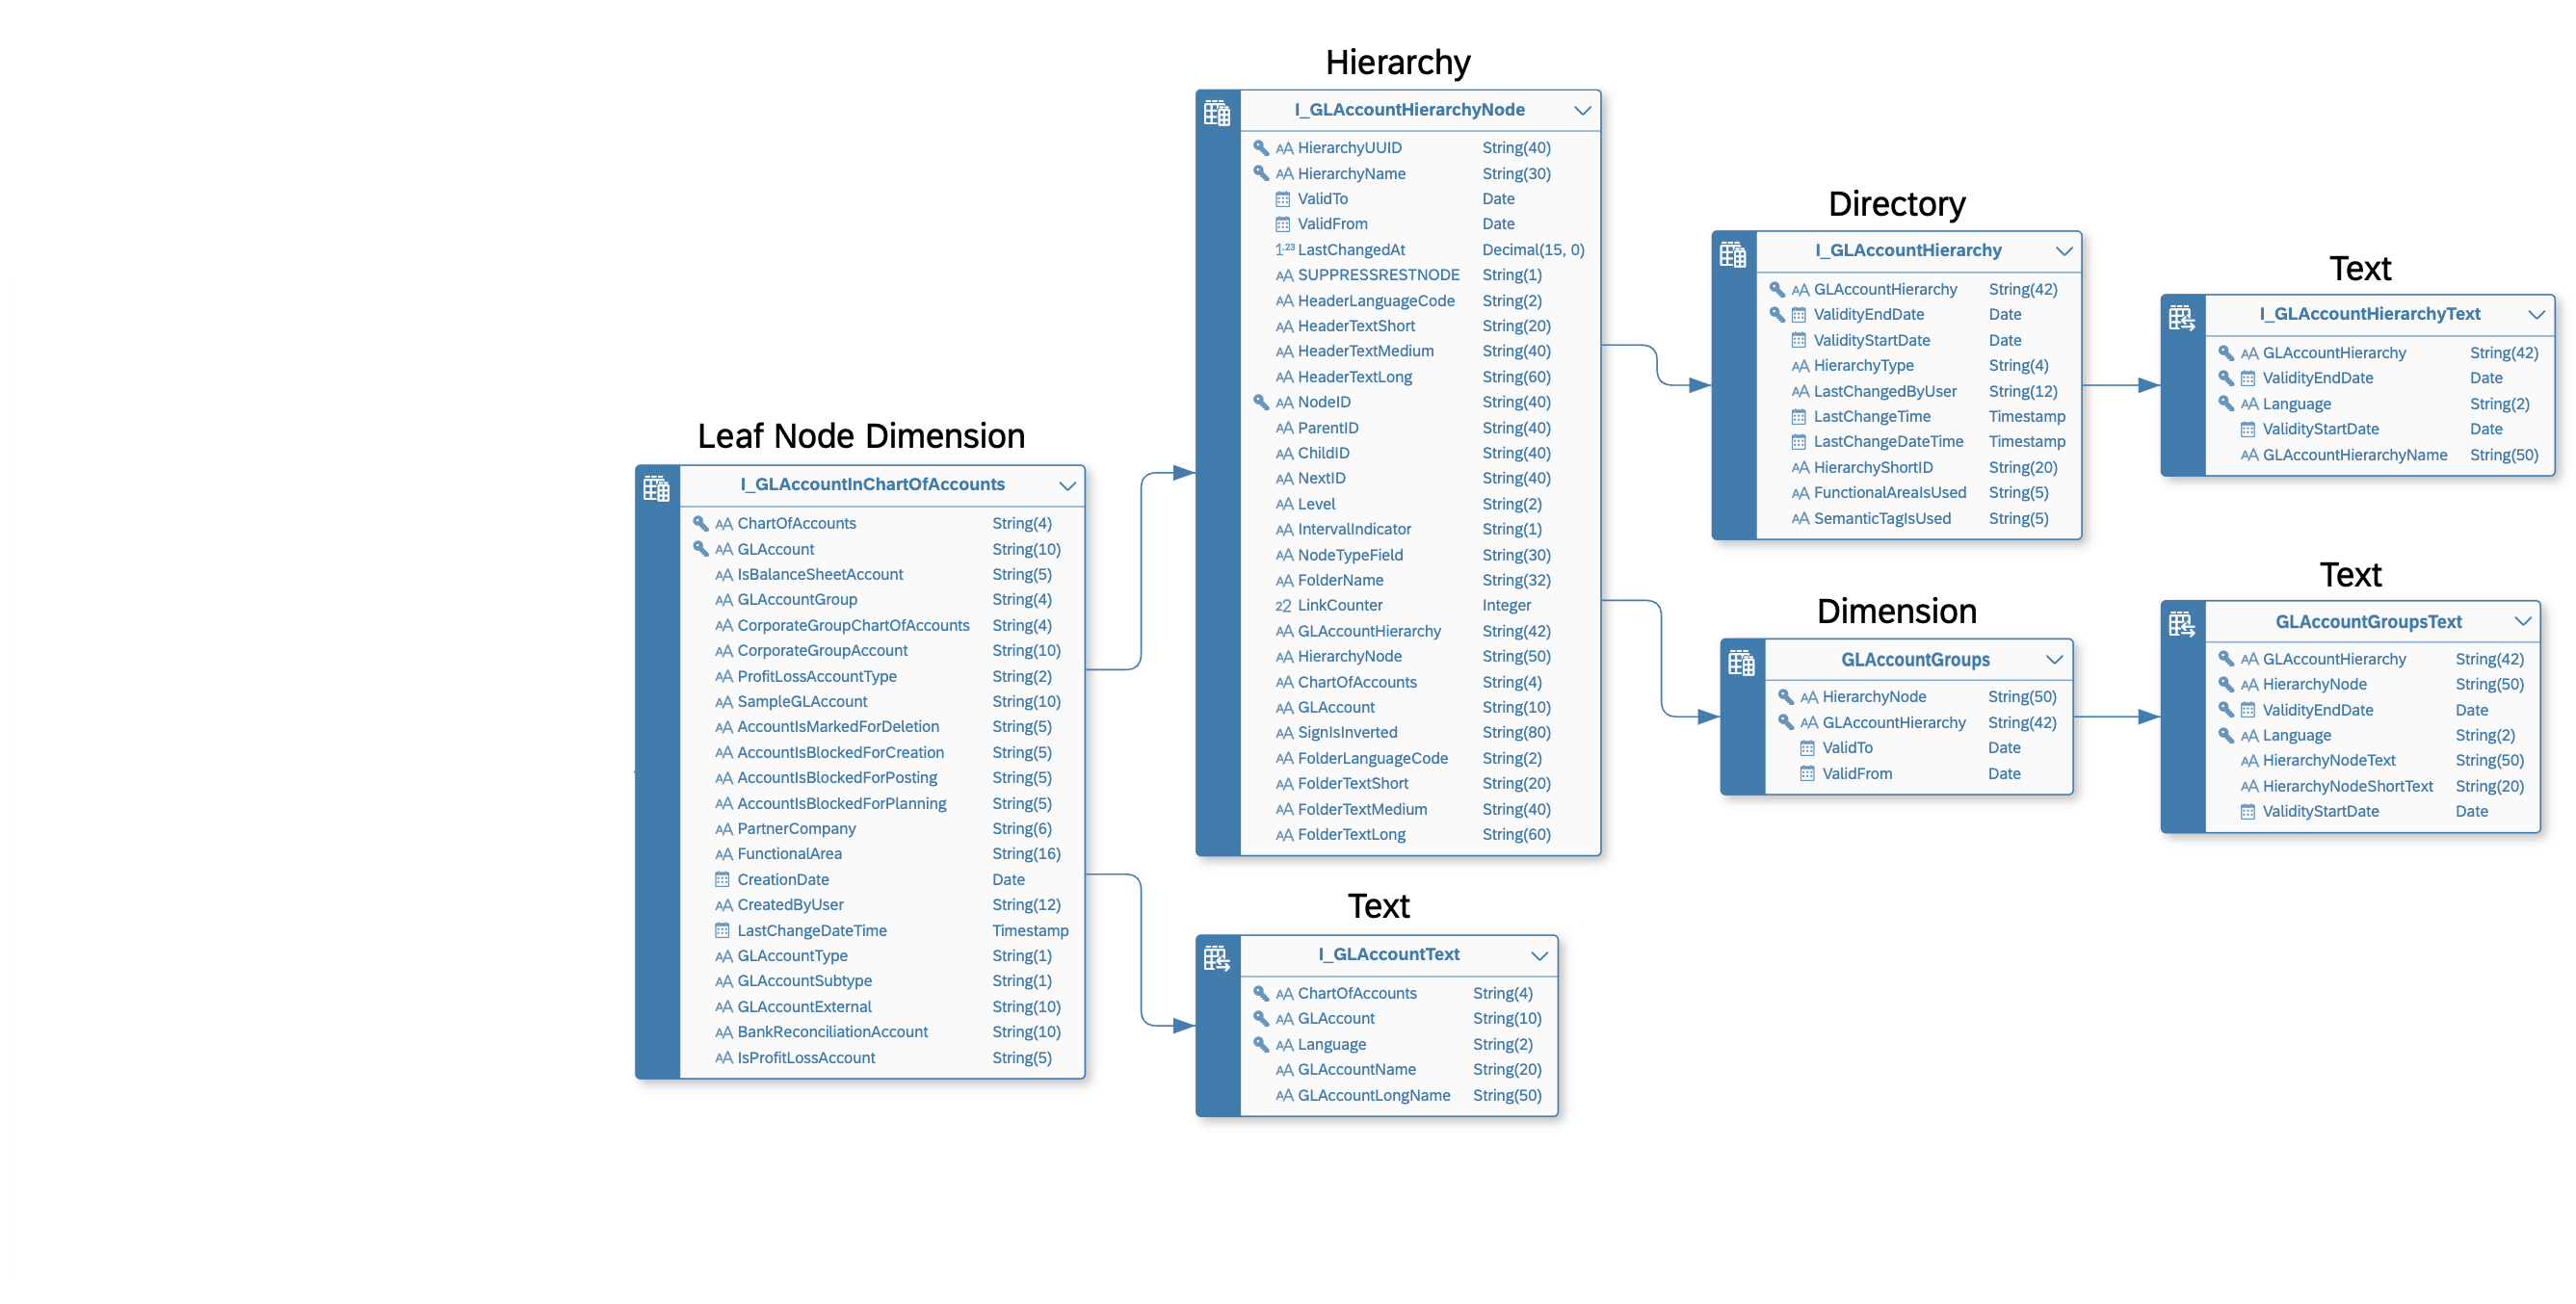 Leaf Node Dimension
I_GLAccountInChartOfAccounts
ChartOfAccounts String(4)
GLAccount String(10)
IsBalanceSheetAccount String(5)
GLAccountGroup String(4)
CorporateGroupChartOfAccounts String(4)
CorporateGroupAccount String(10)
ProfitLossAccountType String(2)
SampleGLAccount String(10)
AccountIsMarkedForDeletion String(5)
AccountIsBlockedForCreation String(5)
AccountIsBlockedForPosting String(5)
AccountIsBlockedForPlanning String(5)
PartnerCompany String(6)
FunctionalArea String(16)
CreationDate Date
CreatedByUser String(12)
LastChangeDateTime Timestamp
GLAccountType String(1)
GLAccountSubtype String(1)
GLAccountExternal String(10)
BankReconciliationAccount String(10)
IsProfitLossAccount String(5)
Hierarchy
I_GLAccountHierarchyNode
HierarchyUUID String(40)
HierarchyName String(30)
ValidTo Date
ValidFrom Date
LastChangedAt Decimal(15, 0)
SUPPRESSRESTNODE String(1)
HeaderLanguageCode String(2)
HeaderTextShort String(20)
HeaderTextMedium String(40)
HeaderTextLong String(60)
NodeID String(40)
ParentID String(40)
ChildID String(40)
NextID String(40)
Level String(2)
IntervalIndicator String(1)
NodeTypeField String(30)
FolderName String(32)
LinkCounter Integer
GLAccountHierarchy String(42)
HierarchyNode String(50)
ChartOfAccounts String(4)
GLAccount String(10)
SignIsInverted String(80)
FolderLanguageCode String(2)
FolderTextShort String(20)
FolderTextMedium String(40)
FolderTextLong String(60)
Text
I_GLAccountText
ChartOfAccounts String(4)
GLAccount String(10)
Language String(2)
GLAccountName String(20)
GLAccountLongName String(50)
Directory
I_GLAccountHierarchy
GLAccountHierarchy String(42)
ValidityEndDate Date
ValidityStartDate Date
HierarchyType String(4)
LastChangedByUser String(12)
LastChangeTime Timestamp
LastChangeDateTime Timestamp
HierarchyShortID String(20)
FunctionalAreaIsUsed String(5)
SemanticTagIsUsed String(5)
Dimension
GLAccountGroups
HierarchyNode String(50)
GLAccountHierarchy String(42)
ValidTo Date
ValidFrom Date
Text
I_GLAccountHierarchyText
GLAccountHierarchy String(42)
ValidityEndDate Date
Language String(2)
ValidityStartDate Date
GLAccountHierarchyName String(50)
Text
GLAccountGroupsText
GLAccountHierarchy String(42)
HierarchyNode String(50)
ValidityEndDate Date
Language String(2)
HierarchyNodeText String(50)
HierarchyNodeShortText String(20)
ValidityStartDate Date